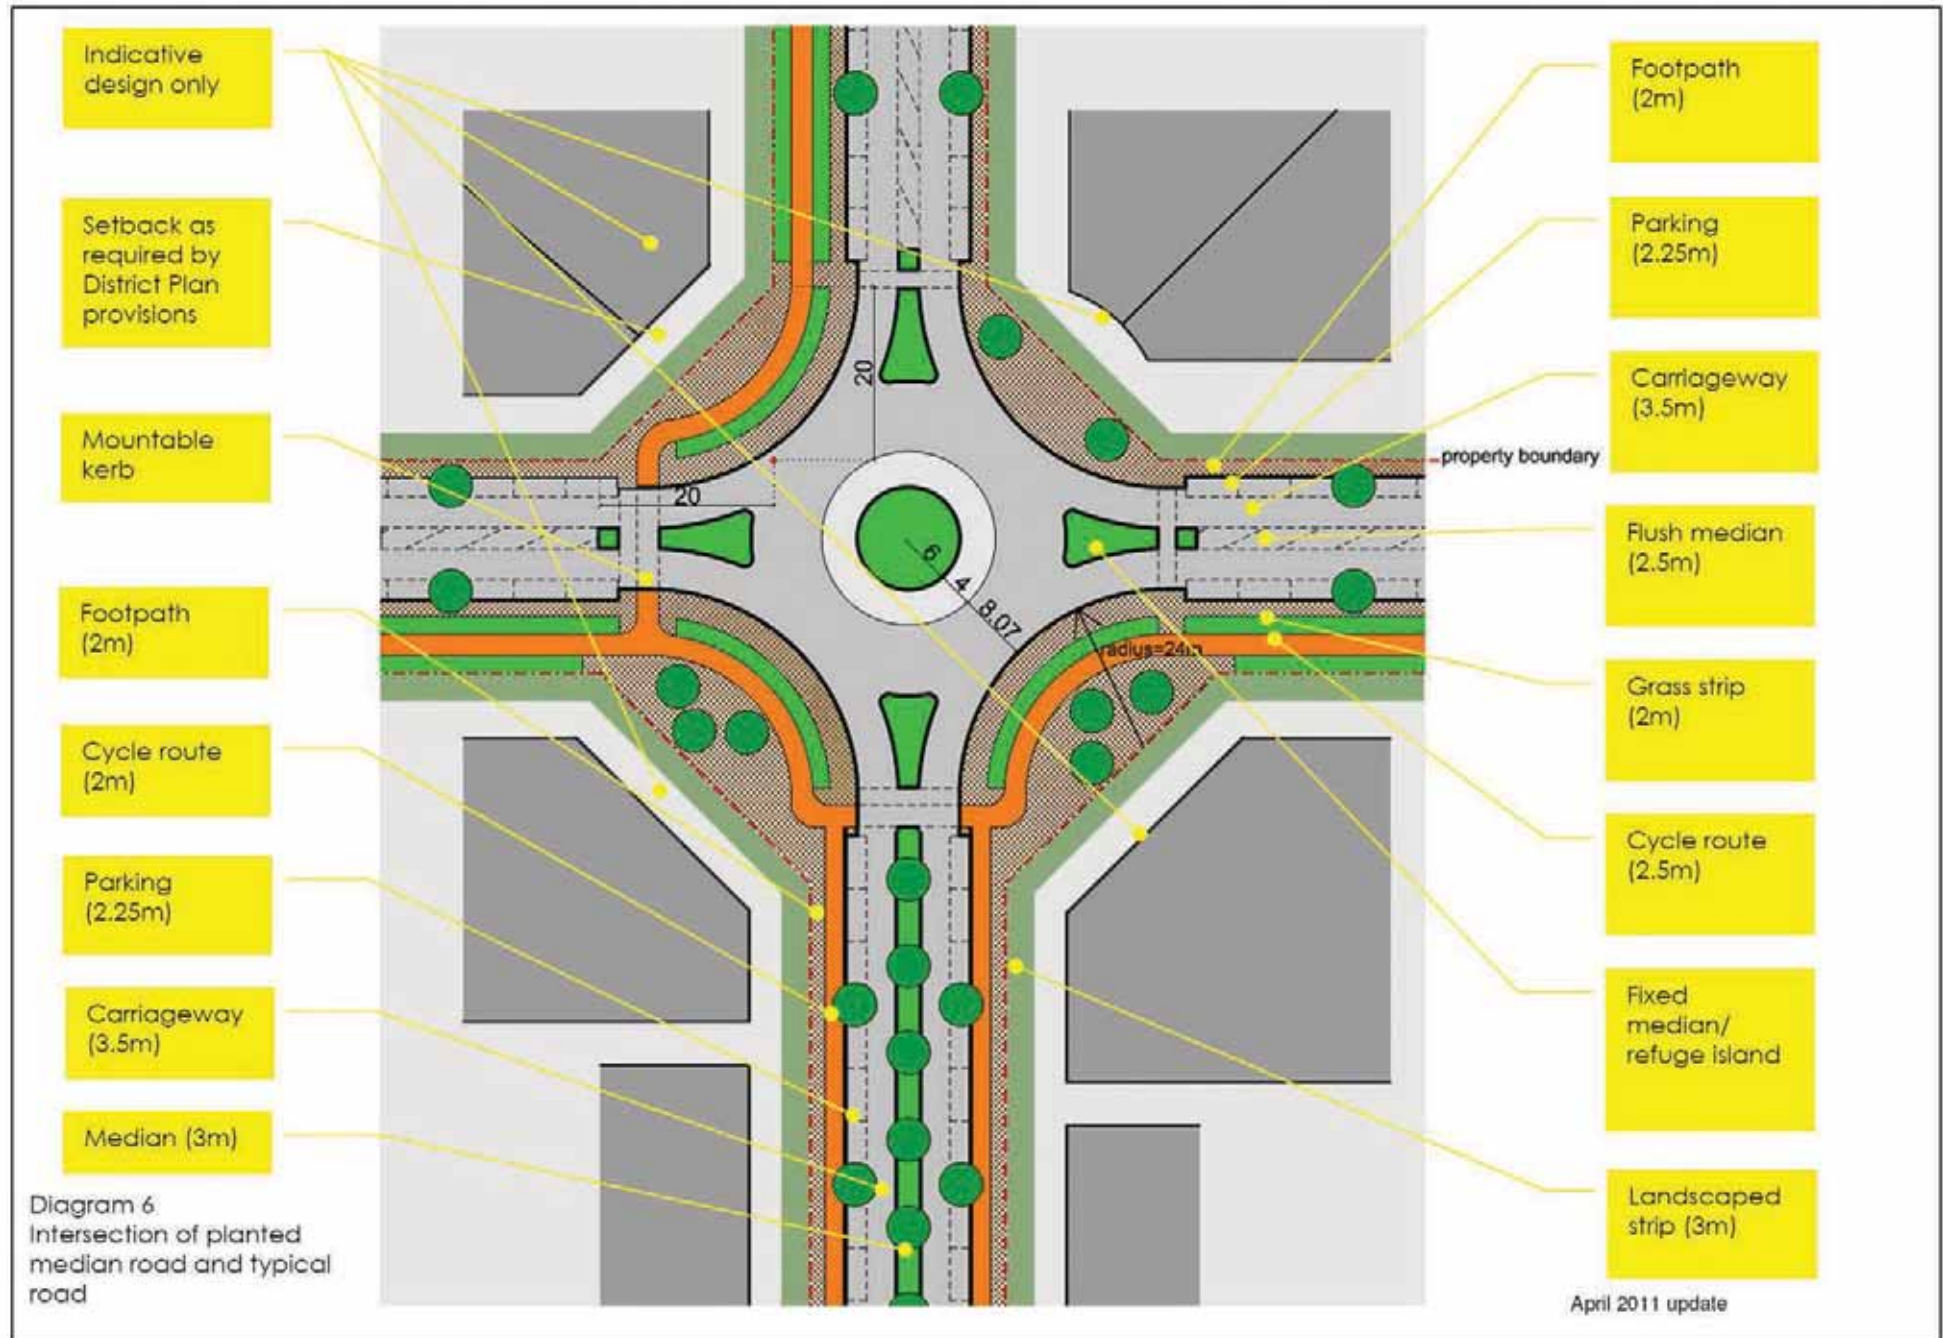 Indicative
design only
Setback as
required by
District Plan
provisions
Mountable
kerb
Footpath
(2m)
Cycle route
(2m)
Parking
(2.25m)
Carriageway
(3.5m)
Median (3m)
Diagram 6
Intersection of planted
median road and typical
road
20
20
6
4
8.07
radius=24m
property boundary
Footpath
(2m)
Parking
(2.25m)
Carriageway
(3.5m)
Flush median
(2.5m)
Grass strip
(2m)
Cycle route
(2.5m)
Fixed
median/
refuge island
Landscaped
strip (3m)
April 2011 update